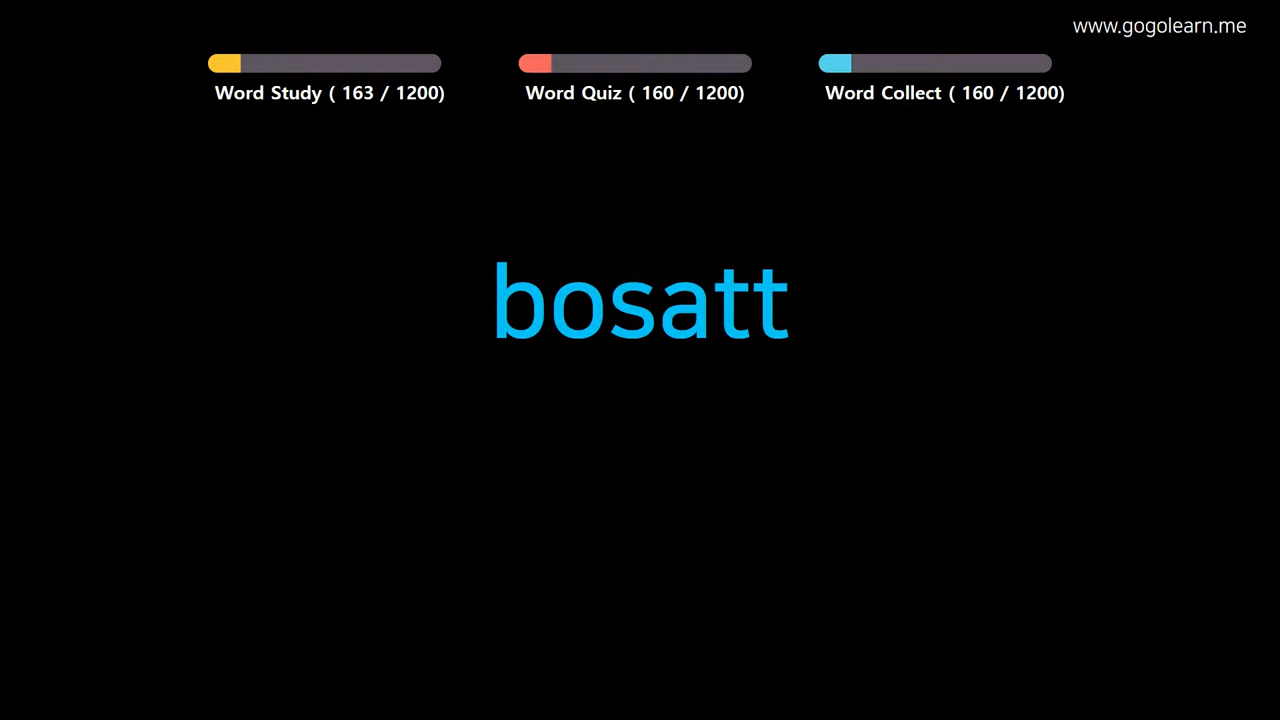 www.gogolearn.me
Word Study ( 163 / 1200)
Word Quiz ( 160 / 1200)
Word Collect ( 160 / 1200)
bosatt